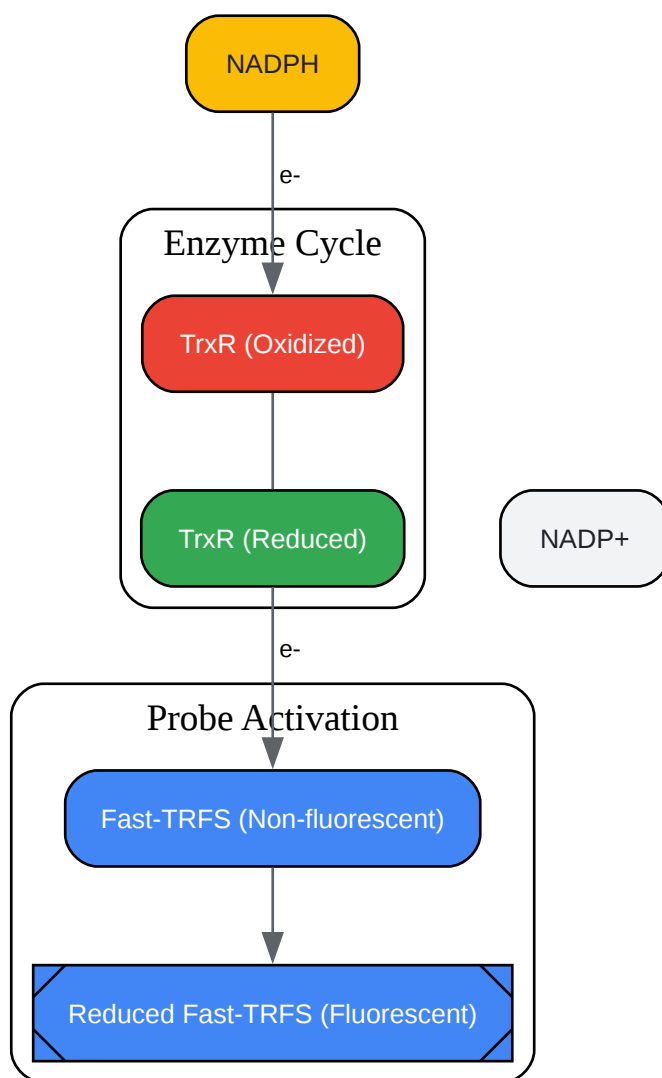 NADPH
e-
Enzyme Cycle
TrxR (Oxidized)
TrxR (Reduced)
NADP+
e-
Probe Activation
Fast-TRFS (Non-fluorescent)
Reduced Fast-TRFS (Fluorescent)